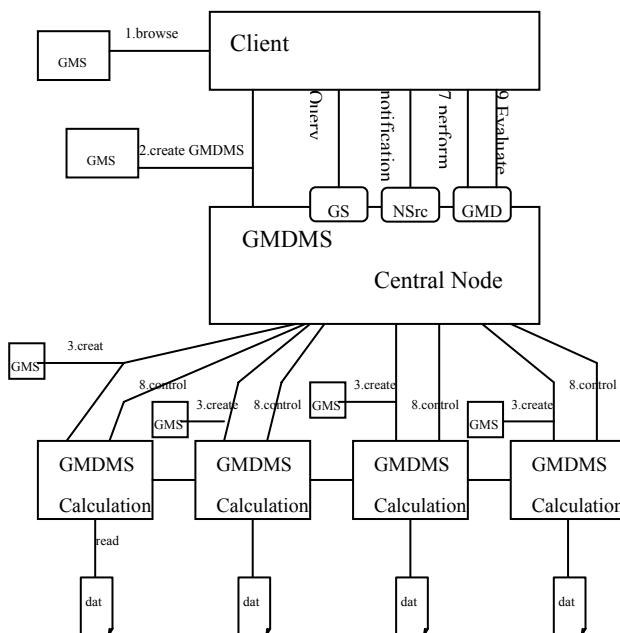 1.browse
Client
GMS
Query
notification
7 perform
9 Evaluate
2.create GMDMS
GMS
GS
NSrc
GMD
GMDMS
Central Node
3.creat
GMS
8.control
3.create
GMS
8.control
3.create
GMS
8.control
3.create
GMS
8.control
GMDMS
Calculation
GMDMS
Calculation
GMDMS
Calculation
GMDMS
Calculation
read
dat
dat
dat
dat